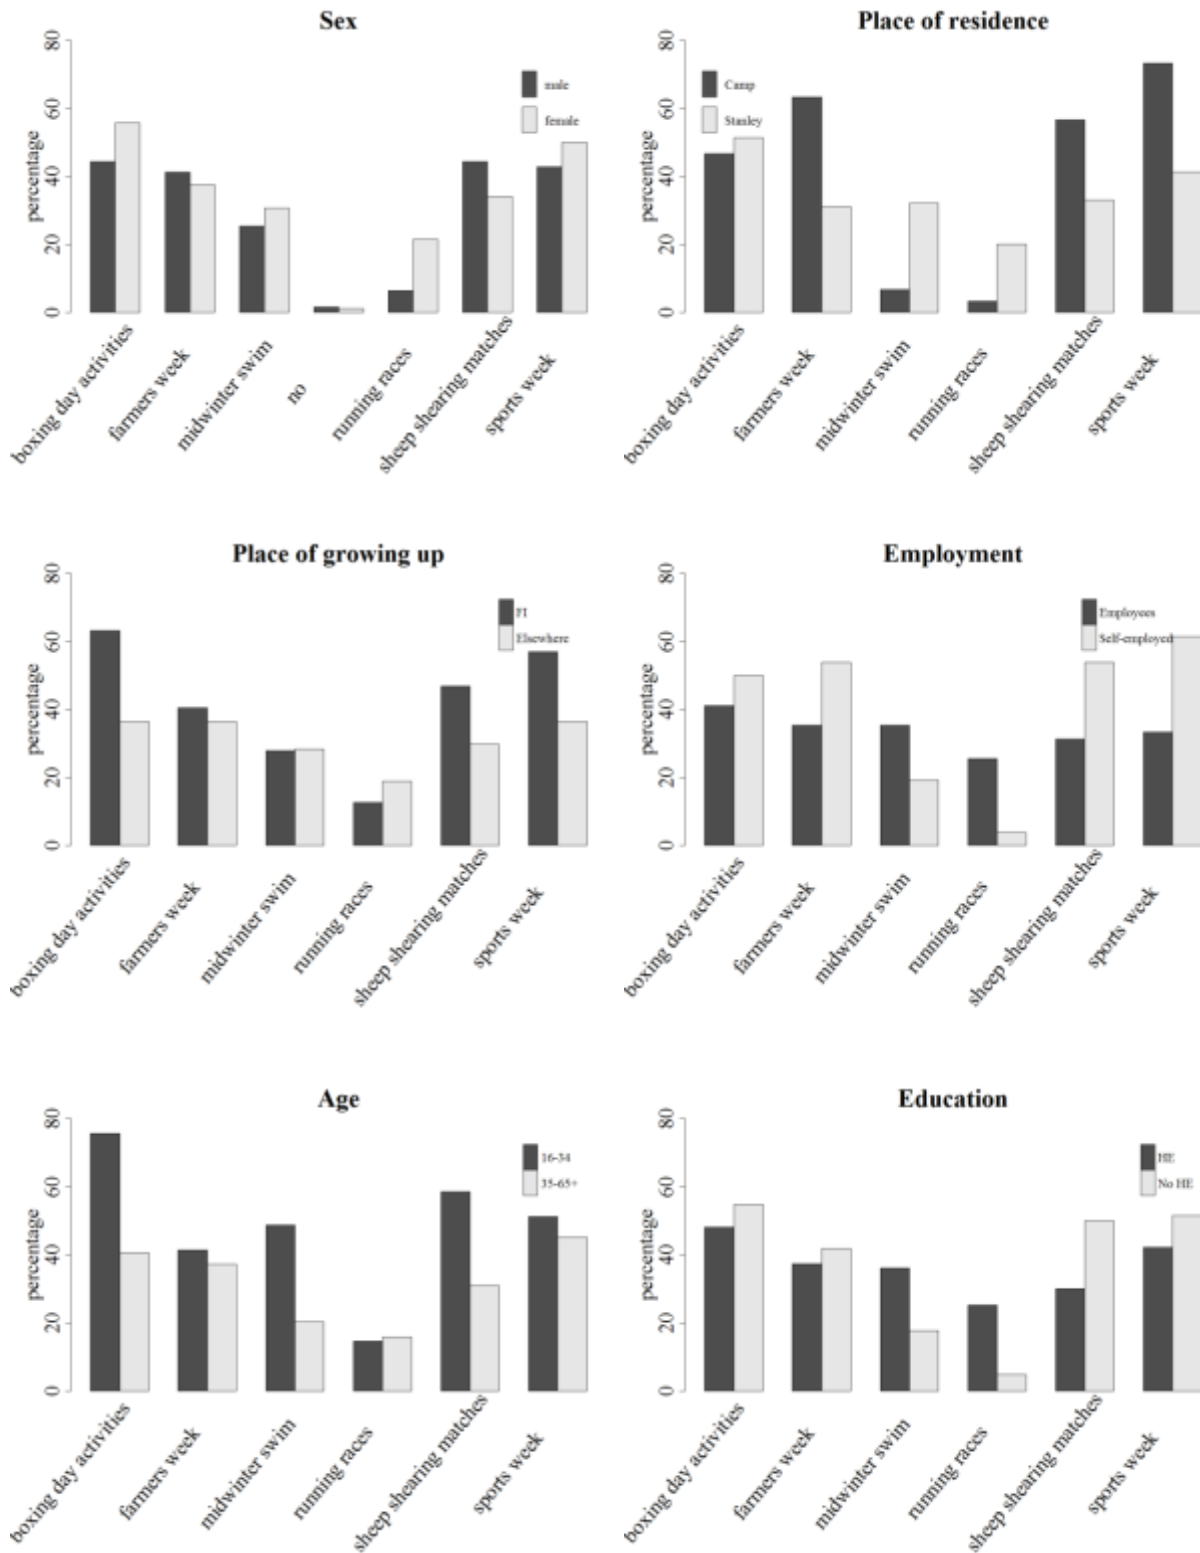 Sex
percentage
0
20
40
60
80
male
female
boxing day activities
farmers week
midwinter swim
no
running races
sheep shearing matches
sports week
Place of residence
percentage
0
20
40
60
80
Camp
Stanley
boxing day activities
farmers week
midwinter swim
running races
sheep shearing matches
sports week
Place of growing up
percentage
0
20
40
60
80
FI
Elsewhere
boxing day activities
farmers week
midwinter swim
running races
sheep shearing matches
sports week
Employment
percentage
0
20
40
60
80
Employees
Self-employed
boxing day activities
farmers week
midwinter swim
running races
sheep shearing matches
sports week
Age
percentage
0
20
40
60
80
16-34
35-65+
boxing day activities
farmers week
midwinter swim
running races
sheep shearing matches
sports week
Education
percentage
0
20
40
60
80
HE
No HE
boxing day activities
farmers week
midwinter swim
running races
sheep shearing matches
sports week